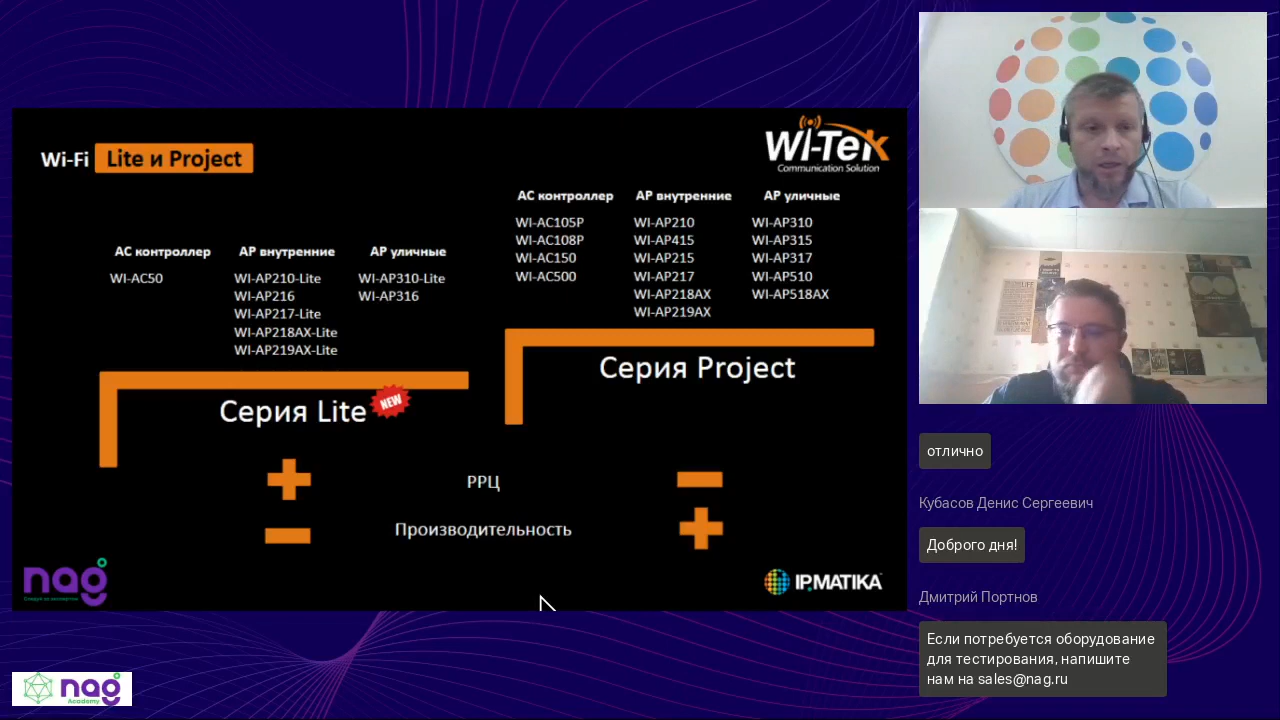 Wi-Fi Lite и Project
Wi-Tek
Communication Solution
АС контроллер
АР внутренние
АР уличные
WI-AC50
WI-AP210-Lite
WI-AP216
WI-AP217-Lite
WI-AP218AX-Lite
WI-AP219AX-Lite
WI-AP310-Lite
WI-AP316
Серия Lite
NEW
АС контроллер
АР внутренние
АР уличные
WI-AC105P
WI-AC108P
WI-AC150
WI-AC500
WI-AP210
WI-AP415
WI-AP215
WI-AP217
WI-AP218AX
WI-AP219AX
WI-AP310
WI-AP315
WI-AP317
WI-AP510
WI-AP518AX
Серия Project
РРЦ
Производительность
nag
IPMATIKA
nag
Academy
отлично
Кубасов Денис Сергеевич
Доброго дня!
Дмитрий Портнов
Если потребуется оборудование
для тестирования, напишите
нам на sales@nag.ru